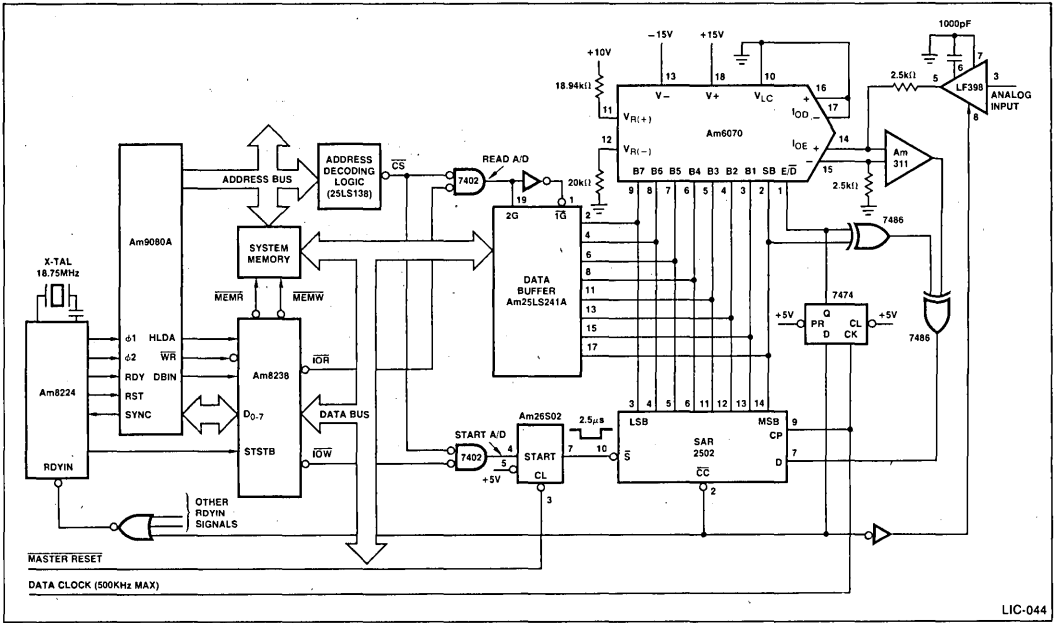 1000pF
-15V
+15V
+10V
7
6
13
18
10
5
3
2.5kΩ
LF398
18.94kΩ
V-
V+
VLC
16
ANALOG
INPUT
+
17
8
11
VR(+)
IOD
-
Am6070
12
VR(-)
IOE
+
14
Am
311
-
15
ADDRESS
DECODING
LOGIC
(25LS138)
CS
READ A/D
7402
20kΩ
B7 B6 B5 B4 B3 B2 B1 SB E/D
2.5kΩ
9 8 7 6 5 4 3 2 1
ADDRESS BUS
19
1
2G
1G
2
7486
Am9080A
4
SYSTEM
MEMORY
6
X-TAL
18.75MHz
DATA
BUFFER
Am25LS241A
8
7474
MEMR
MEMW
11
+5V
Q
+5V
13
PR
CL
D
CK
15
7486
φ1
HLDA
17
φ2
WR
IOR
Am8224
RDY
DBIN
Am8238
RST
SYNC
D0-7
DATA BUS
Am26S02
2.5μs
3 4 5 6 11 12 13 14
LSB
MSB
9
START A/D
CP
7402
4
START
7
10
S
SAR
2502
7
STSTB
IOW
5
D
+5V
CL
CC
RDYIN
3
2
OTHER
RDYIN
SIGNALS
MASTER RESET
DATA CLOCK (500KHz MAX)
LIC-044